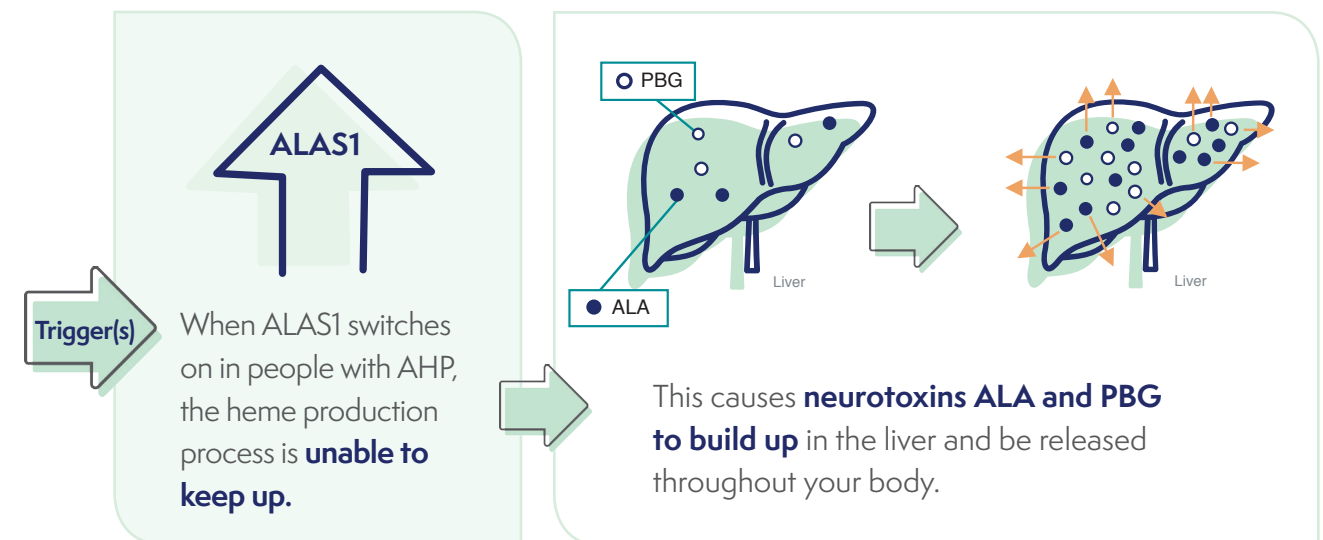 ALAS1
Trigger(s)
When ALAS1 switches
on in people with AHP,
the heme production
process is unable to
keep up.
PBG
ALA
Liver
Liver
This causes neurotoxins ALA and PBG
to build up in the liver and be released
throughout your body.